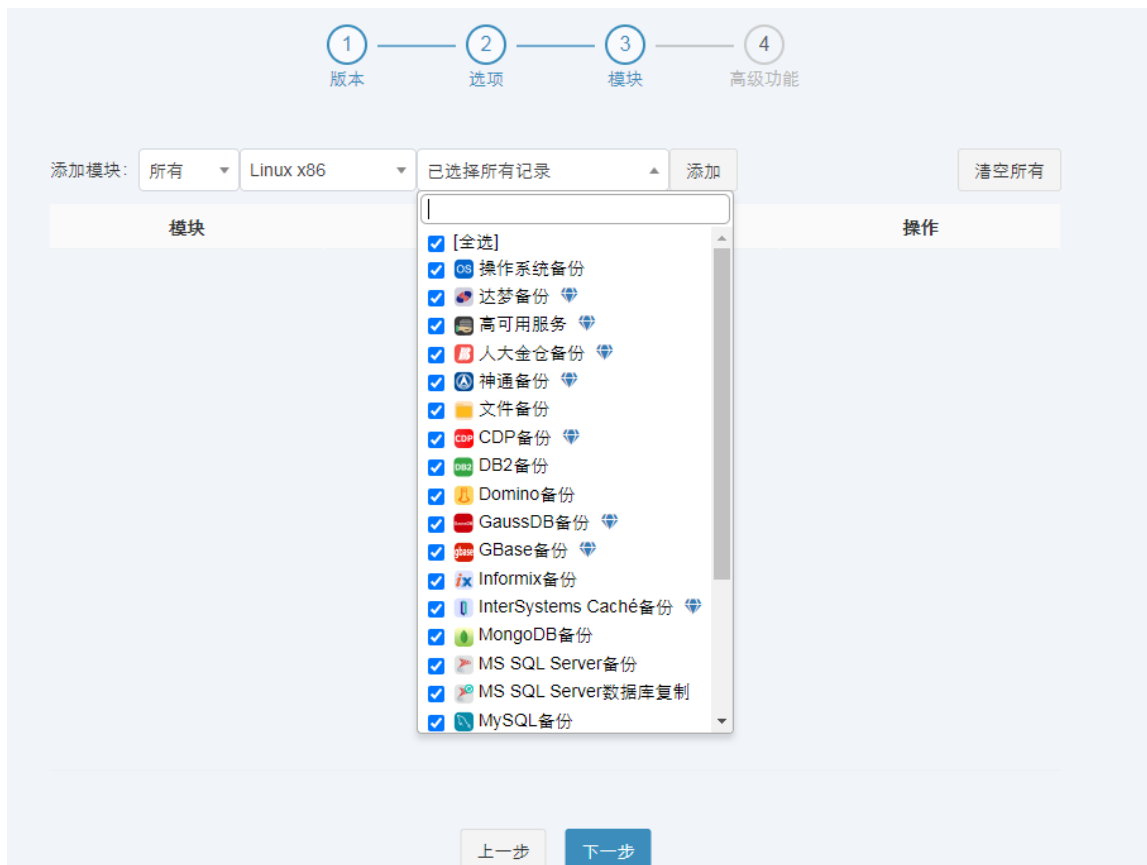 1 2 3 4
版本 选项 模块 高级功能
添加模块: 所有 Linux x86 已选择所有记录 添加 清空所有
模块 操作
[全选]
OS 操作系统备份
达梦备份
高可用服务
人大金仓备份
神通备份
文件备份
CDP CDP备份
DB2 DB2备份
Domino备份
GaussDB备份
gbase GBase备份
ix Informix备份
InterSystems Caché备份
MongoDB备份
MS SQL Server备份
MS SQL Server数据库复制
MySQL备份
上一步 下一步